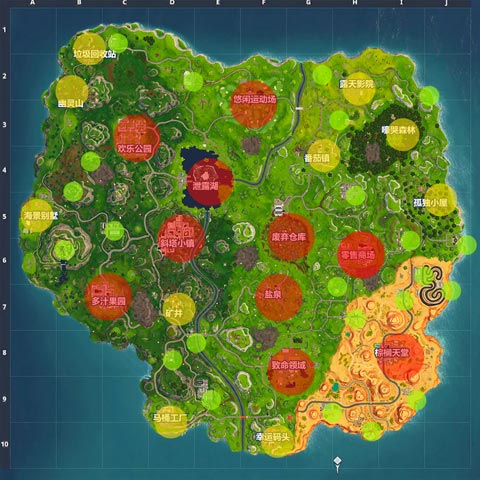 A B C D E F G H I J
1
垃圾回收站
2
露天影院
幽灵山
悠闲运动场
3
嚎哭森林
欢乐公园
番茄镇
4
泄露湖
孤独小屋
5
海景别墅
斜塔小镇
废弃仓库
零售商场
6
盐泉
多汁果园
7
矿井
8
棕榈天堂
致命领域
9
马桶工厂
幸运码头
10